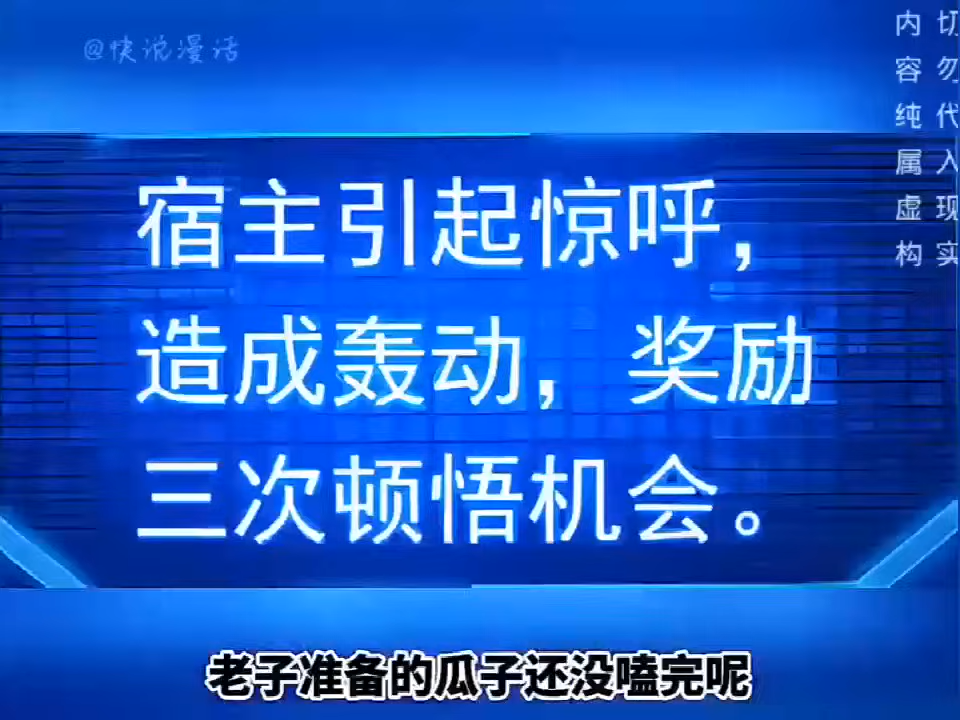 @快说漫话
内容纯属虚构
切勿代入现实
宿主引起惊呼，
造成轰动，奖励
三次顿悟机会。
老子准备的瓜子还没嗑完呢